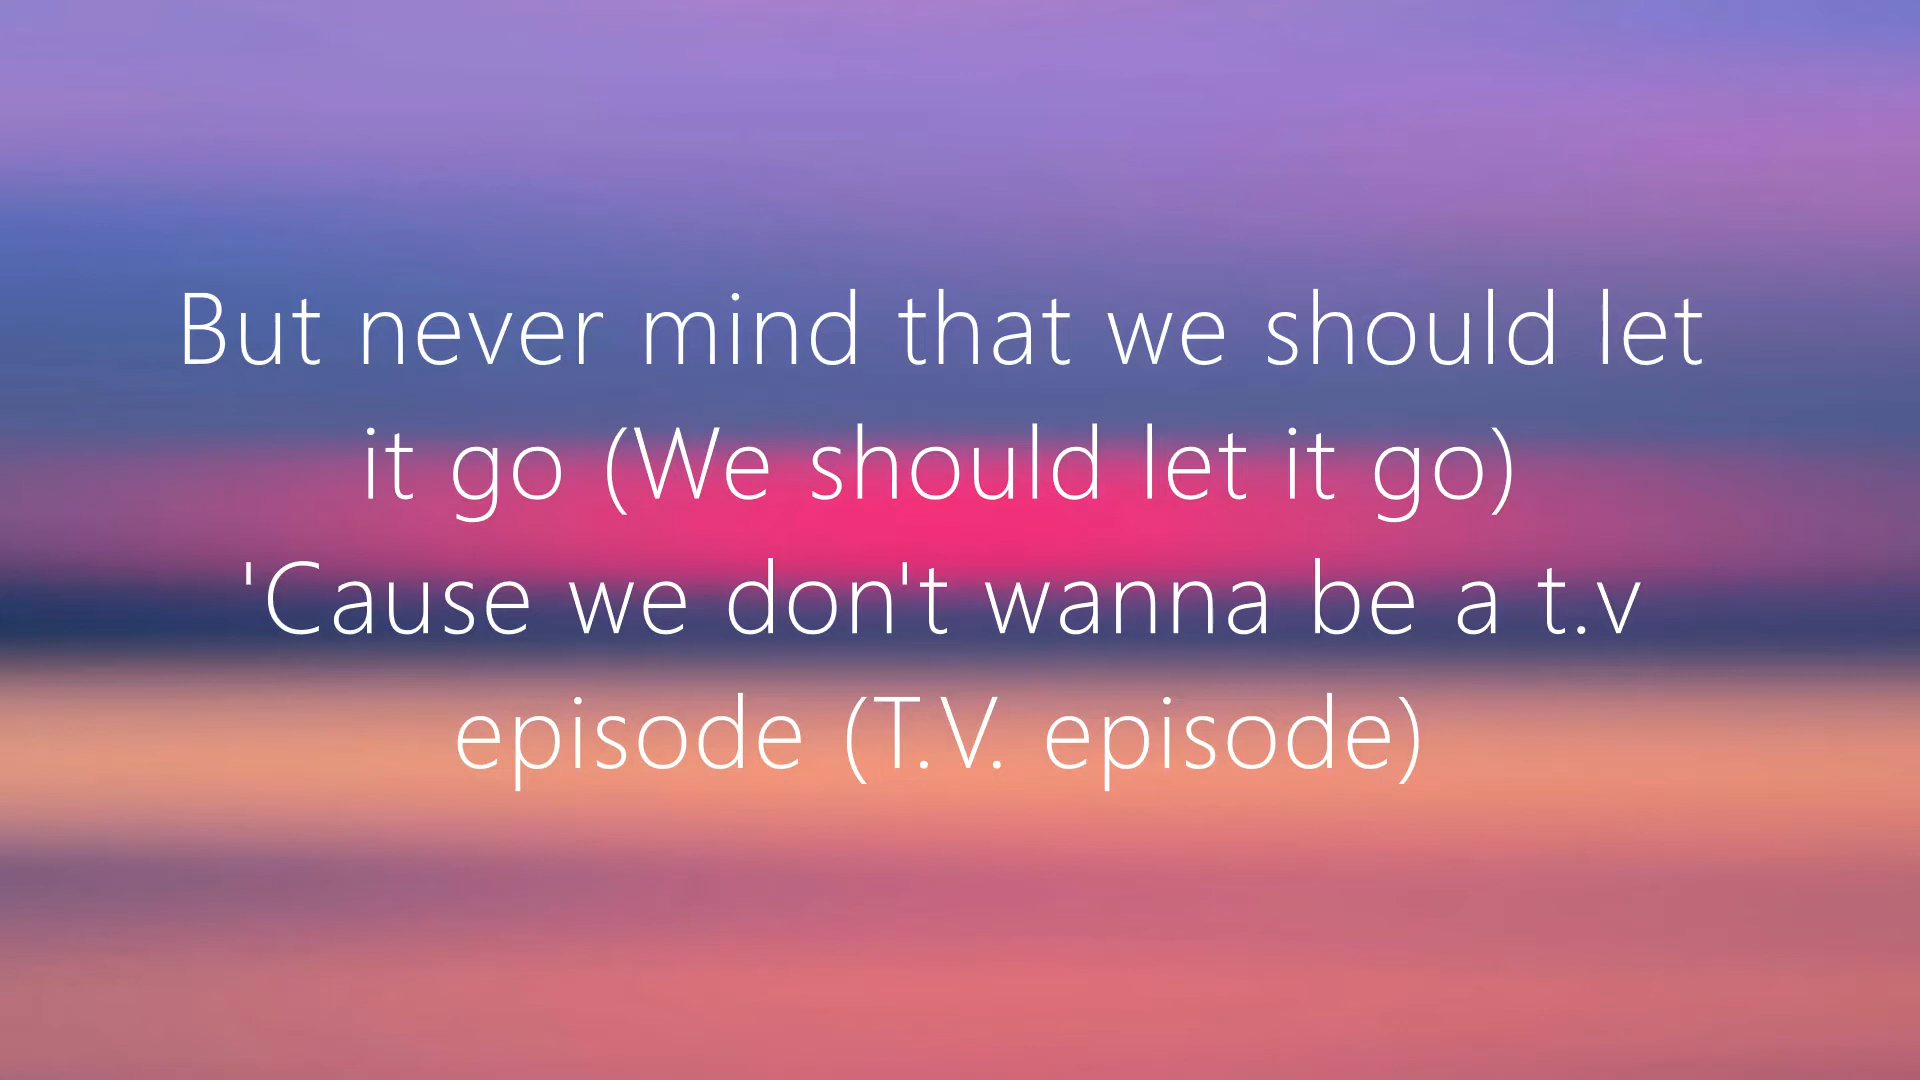 But never mind that we should let
it go (We should let it go)
'Cause we don't wanna be a t.v
episode (T.V. episode)